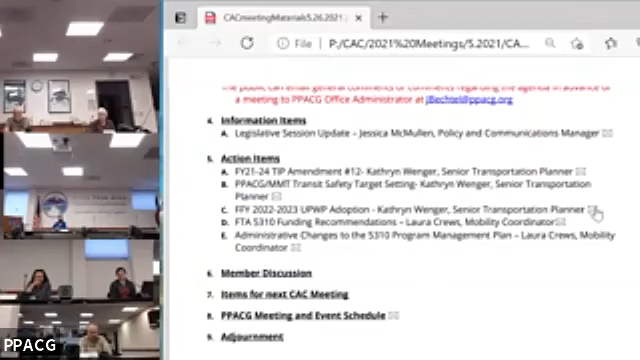 CACmeetingMaterials5.26.2021.
File
P:/CAC/2021%20Meetings/5.2021/CA...
The public can email general comments or comments regarding the agenda in advance of
a meeting to PPACG Office Administrator at JBechtel@ppacg.org
4. Information Items
A. Legislative Session Update – Jessica McMullen, Policy and Communications Manager
5. Action Items
A. FY21-24 TIP Amendment #12- Kathryn Wenger, Senior Transportation Planner
B. PPACG/MMT Transit Safety Target Setting- Kathryn Wenger, Senior Transportation
Planner
C. FFY 2022-2023 UPWP Adoption – Kathryn Wenger, Senior Transportation Planner
D. FTA 5310 Funding Recommendations – Laura Crews, Mobility Coordinator
E. Administrative Changes to the 5310 Program Management Plan – Laura Crews, Mobility
Coordinator
6. Member Discussion
7. Items for next CAC Meeting
8. PPACG Meeting and Event Schedule
9. Adjournment
PPACG